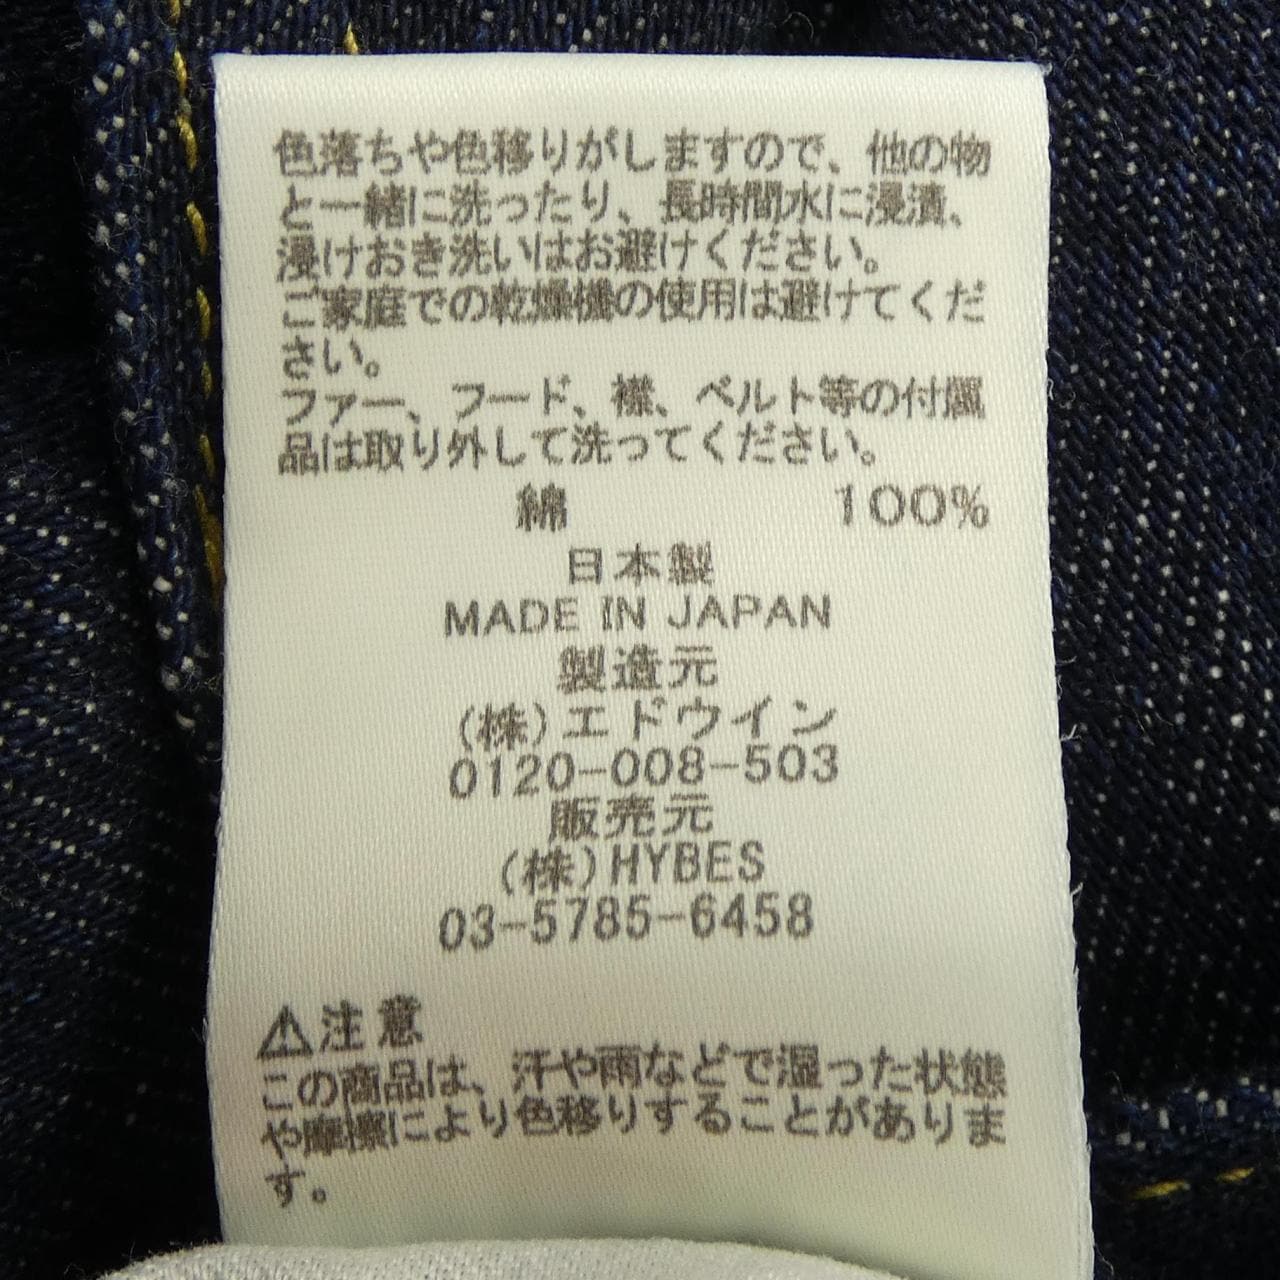 色落ちや色移りがしますので、他の物
と一緒に洗ったり、長時間水に浸漬、
浸けおき洗いはお避けください。
ご家庭での乾燥機の使用は避けてくだ
さい。
ファー、フード、襟、ベルト等の付属
品は取り外して洗ってください。
綿 100%
日本製
MADE IN JAPAN
製造元
(株)エドウイン
0120-008-503
販売元
(株)HYBES
03-5785-6458
⚠注意
この商品は、汗や雨などで湿った状態
や摩擦により色移りすることがありま
す。